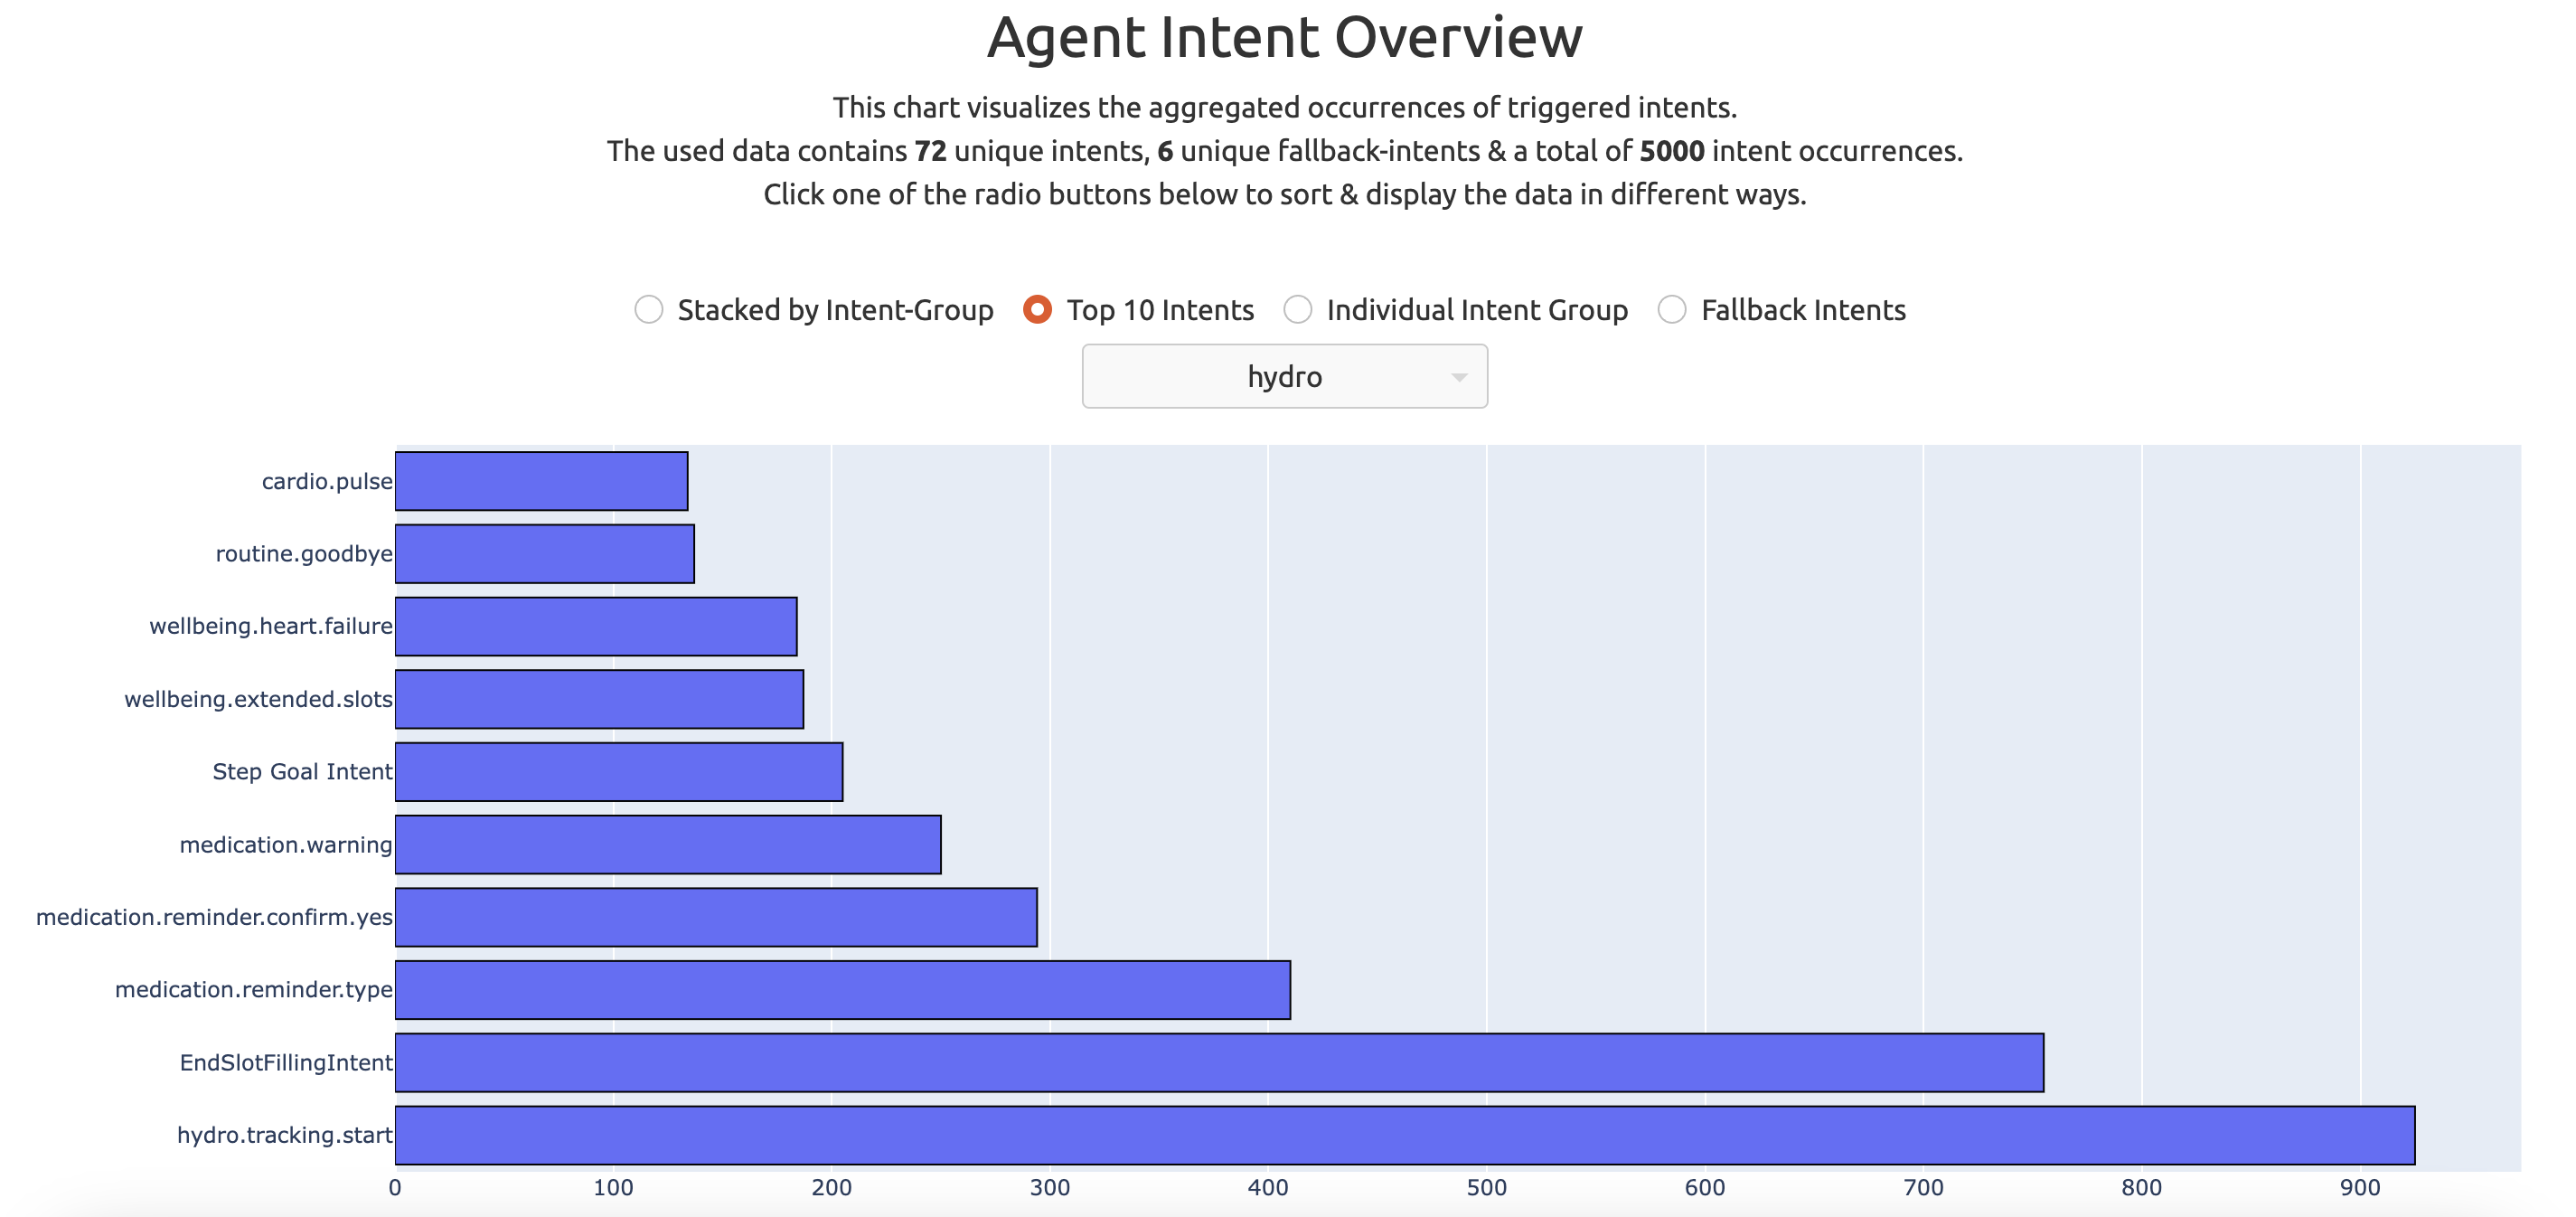 Agent Intent Overview
This chart visualizes the aggregated occurrences of triggered intents.
The used data contains 72 unique intents, 6 unique fallback-intents & a total of 5000 intent occurrences.
Click one of the radio buttons below to sort & display the data in different ways.
Stacked by Intent-Group Top 10 Intents Individual Intent Group Fallback Intents
hydro
cardio.pulse
routine.goodbye
wellbeing.heart.failure
wellbeing.extended.slots
Step Goal Intent
medication.warning
medication.reminder.confirm.yes
medication.reminder.type
EndSlotFillingIntent
hydro.tracking.start
0 100 200 300 400 500 600 700 800 900